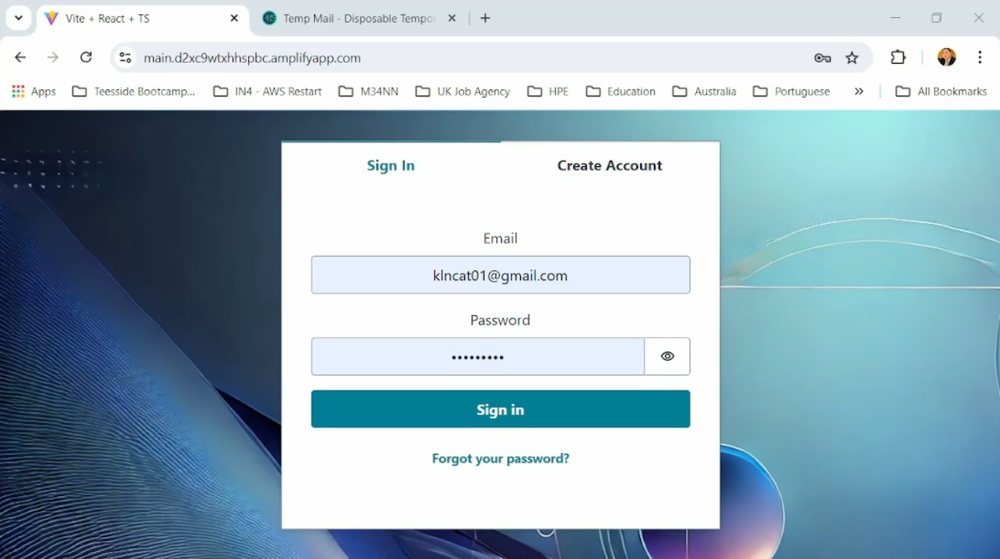 Vite + React + TS
Temp Mail - Disposable Tempo
main.d2xc9wtxhhspbc.amplifyapp.com
Apps
Teesside Bootcamp...
IN4 - AWS Restart
M34NN
UK Job Agency
HPE
Education
Australia
Portuguese
All Bookmarks
Sign In
Create Account
Email
klncat01@gmail.com
Password
•••••••••
Sign in
Forgot your password?